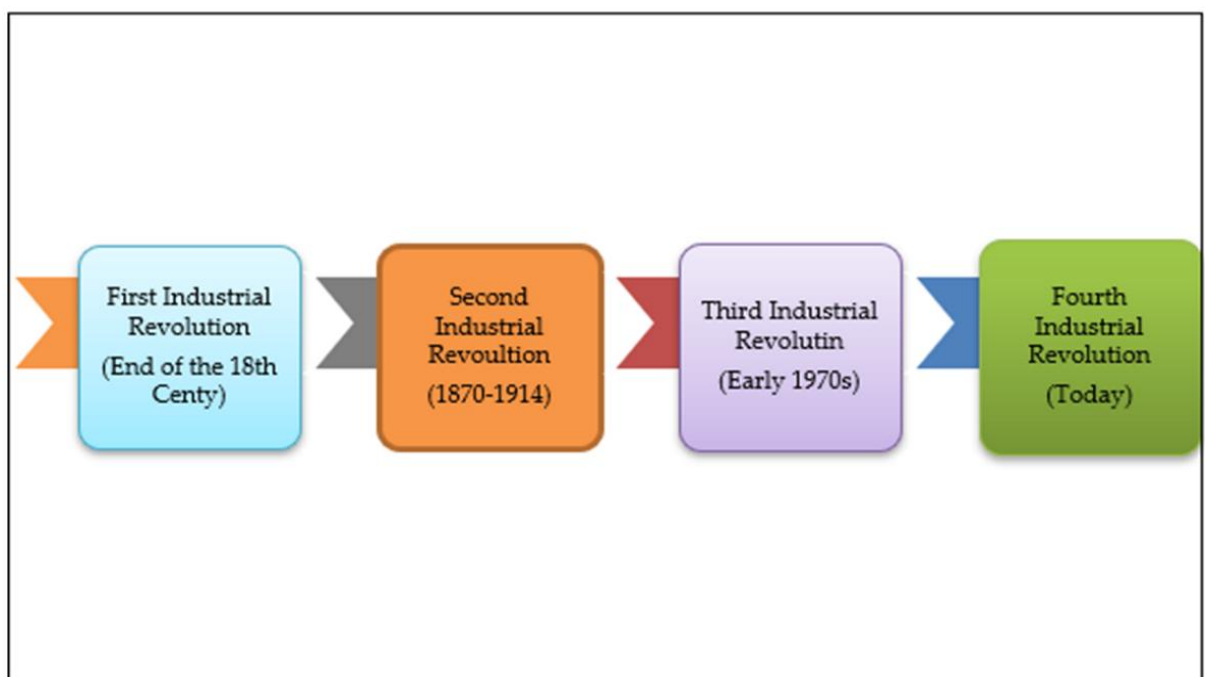 First Industrial
Revolution
(End of the 18th
Centy)
Second
Industrial
Revoultion
(1870-1914)
Third Industrial
Revolutin
(Early 1970s)
Fourth
Industrial
Revolution
(Today)